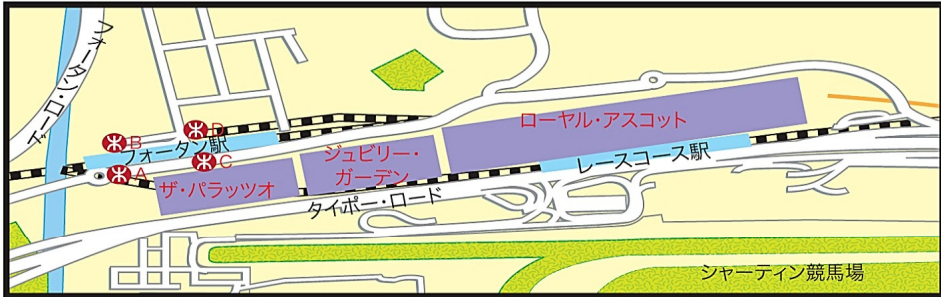 フォータン・ロード
B
D
フォータン駅
C
A
ザ・パラッツオ
ジュビリー・
ガーデン
ローヤル・アスコット
レースコース駅
タイポー・ロード
シャーティン競馬場